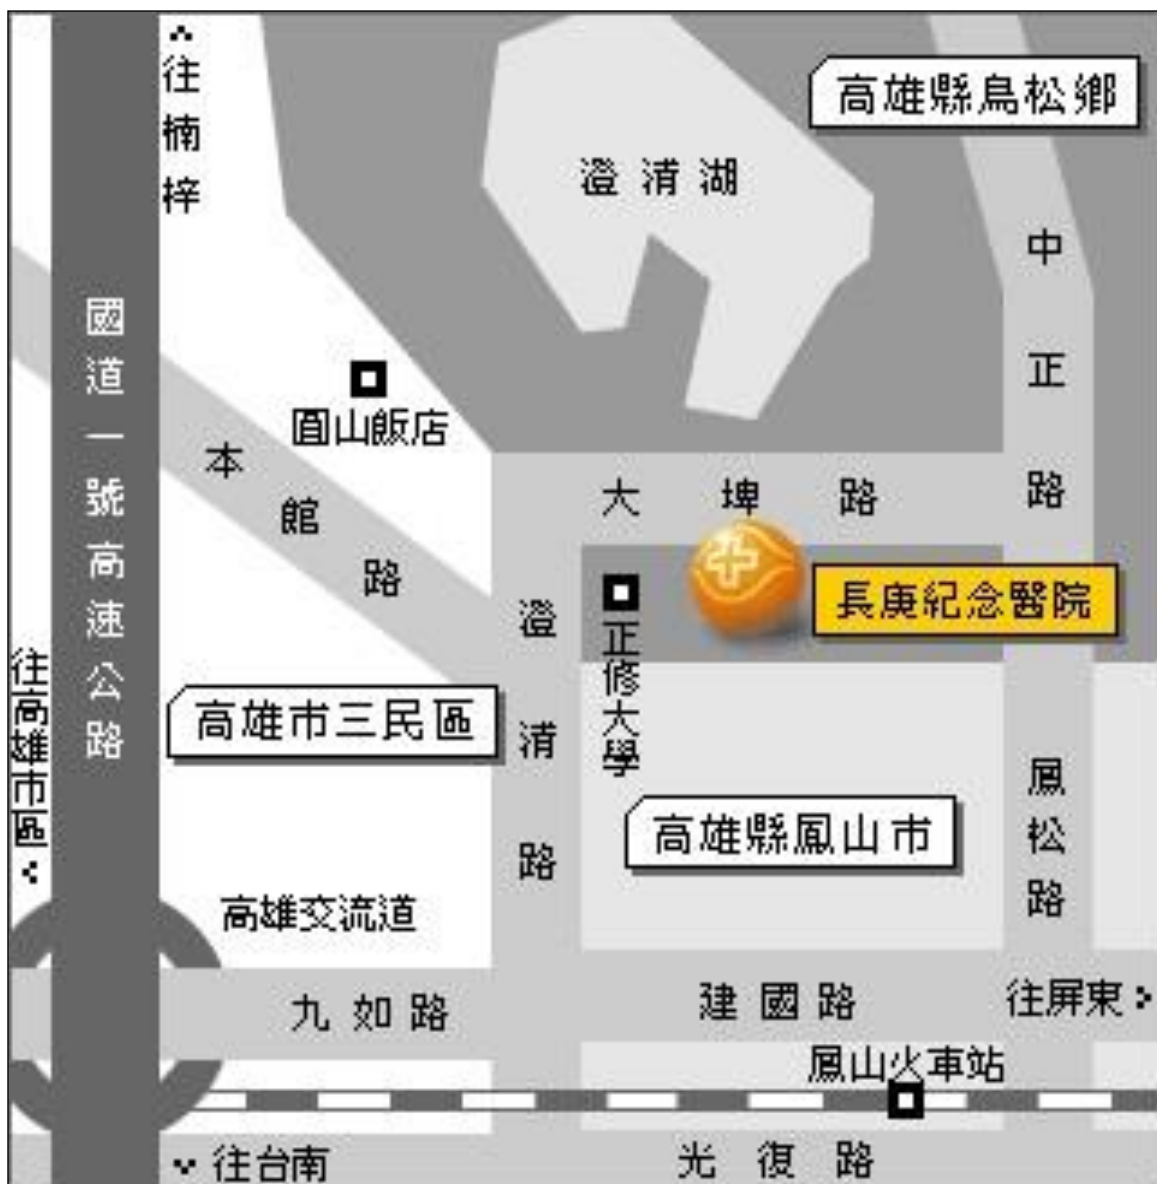 往楠梓
高雄縣鳥松鄉
澄清湖
中正路
國道一號高速公路
圓山飯店
本館路
大埤路
長庚紀念醫院
正修大學
澄清路
往高雄市區
高雄市三民區
高雄縣鳳山市
鳳松路
高雄交流道
九如路
建國路
往屏東
鳳山火車站
往台南
光復路